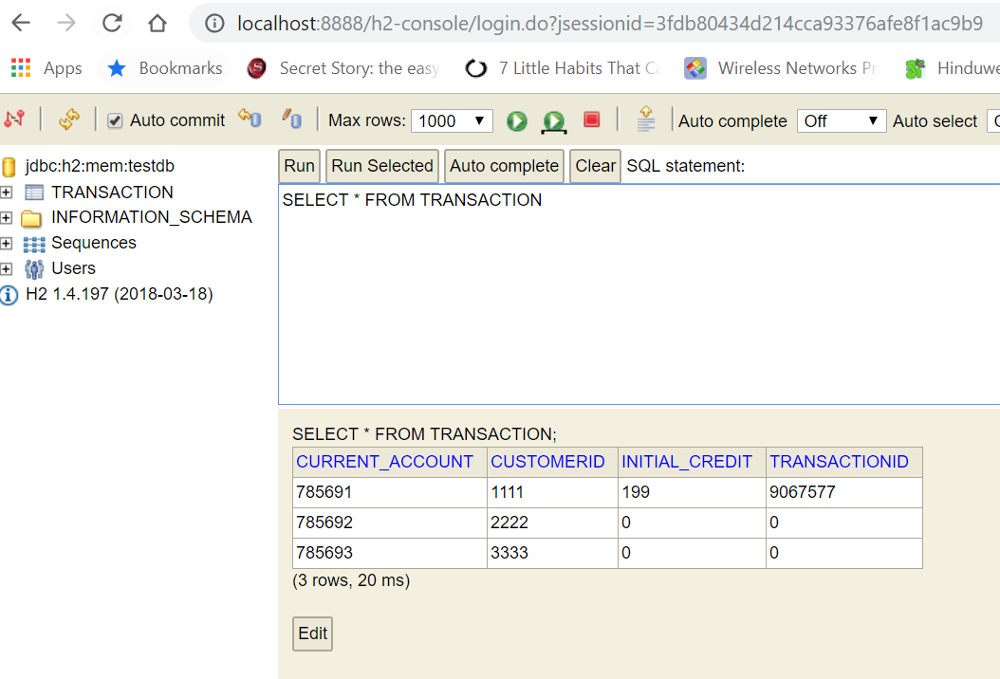 localhost:8888/h2-console/login.do?jsessionid=3fdb80434d214cca93376afe8f1ac9b9
Apps Bookmarks Secret Story: the easy 7 Little Habits That Wireless Networks
Auto commit Max rows: 1000 Auto complete Off Auto select
jdbc:h2:mem:testdb
TRANSACTION
INFORMATION_SCHEMA
Sequences
Users
H2 1.4.197 (2018-03-18)
Run Run Selected Auto complete Clear SQL statement:
SELECT * FROM TRANSACTION
SELECT * FROM TRANSACTION;
CURRENT_ACCOUNT CUSTOMERID INITIAL_CREDIT TRANSACTIONID
785691 1111 199 9067577
785692 2222 0 0
785693 3333 0 0
(3 rows, 20 ms)
Edit